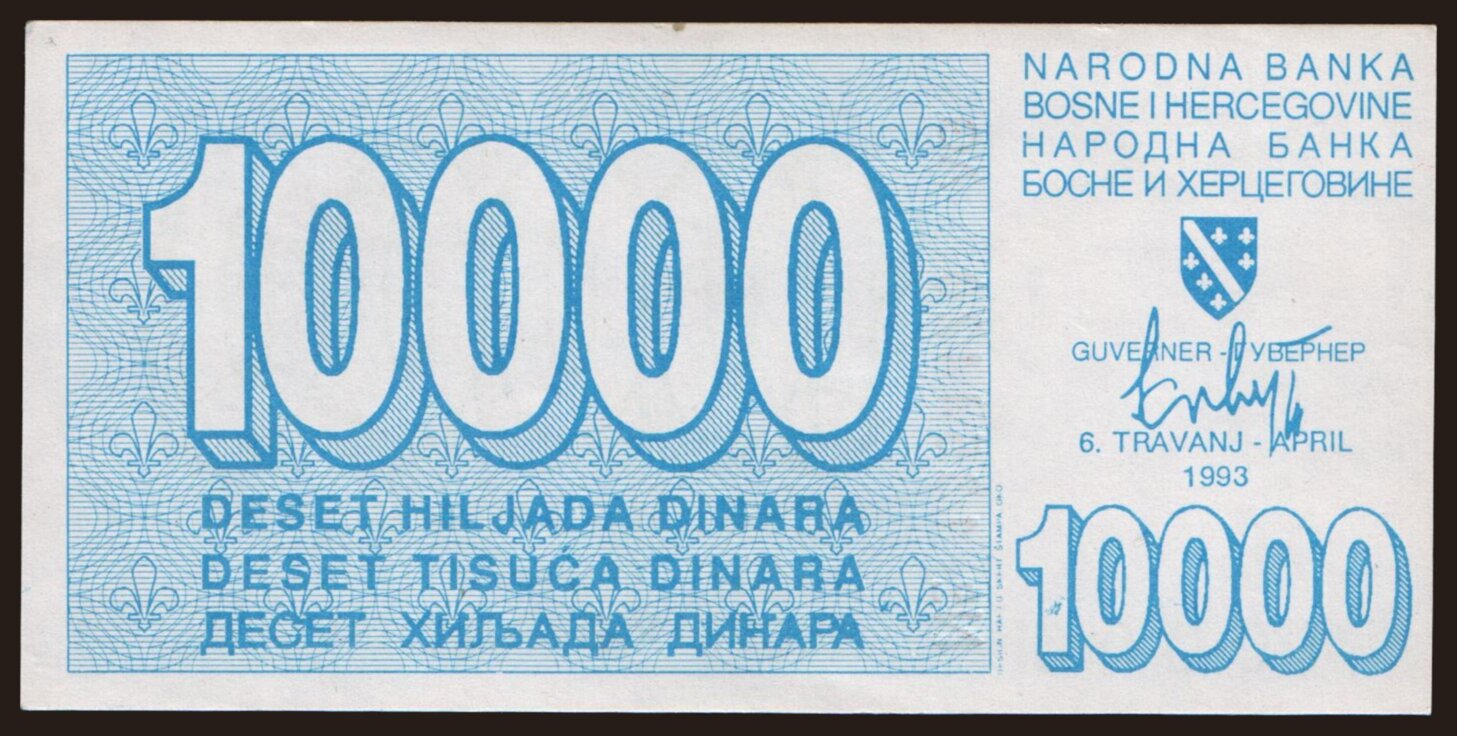 10000
DESET HILJADA DINARA
DESET TISUĆA DINARA
ДЕСЕТ ХИЉАДА ДИНАРА
NARODNA BANKA
BOSNE I HERCEGOVINE
НАРОДНА БАНКА
БОСНЕ И ХЕРЦЕГОВИНЕ
GUVERNER - ГУВЕРНЕР
6. TRAVANJ - APRIL
1993
10000